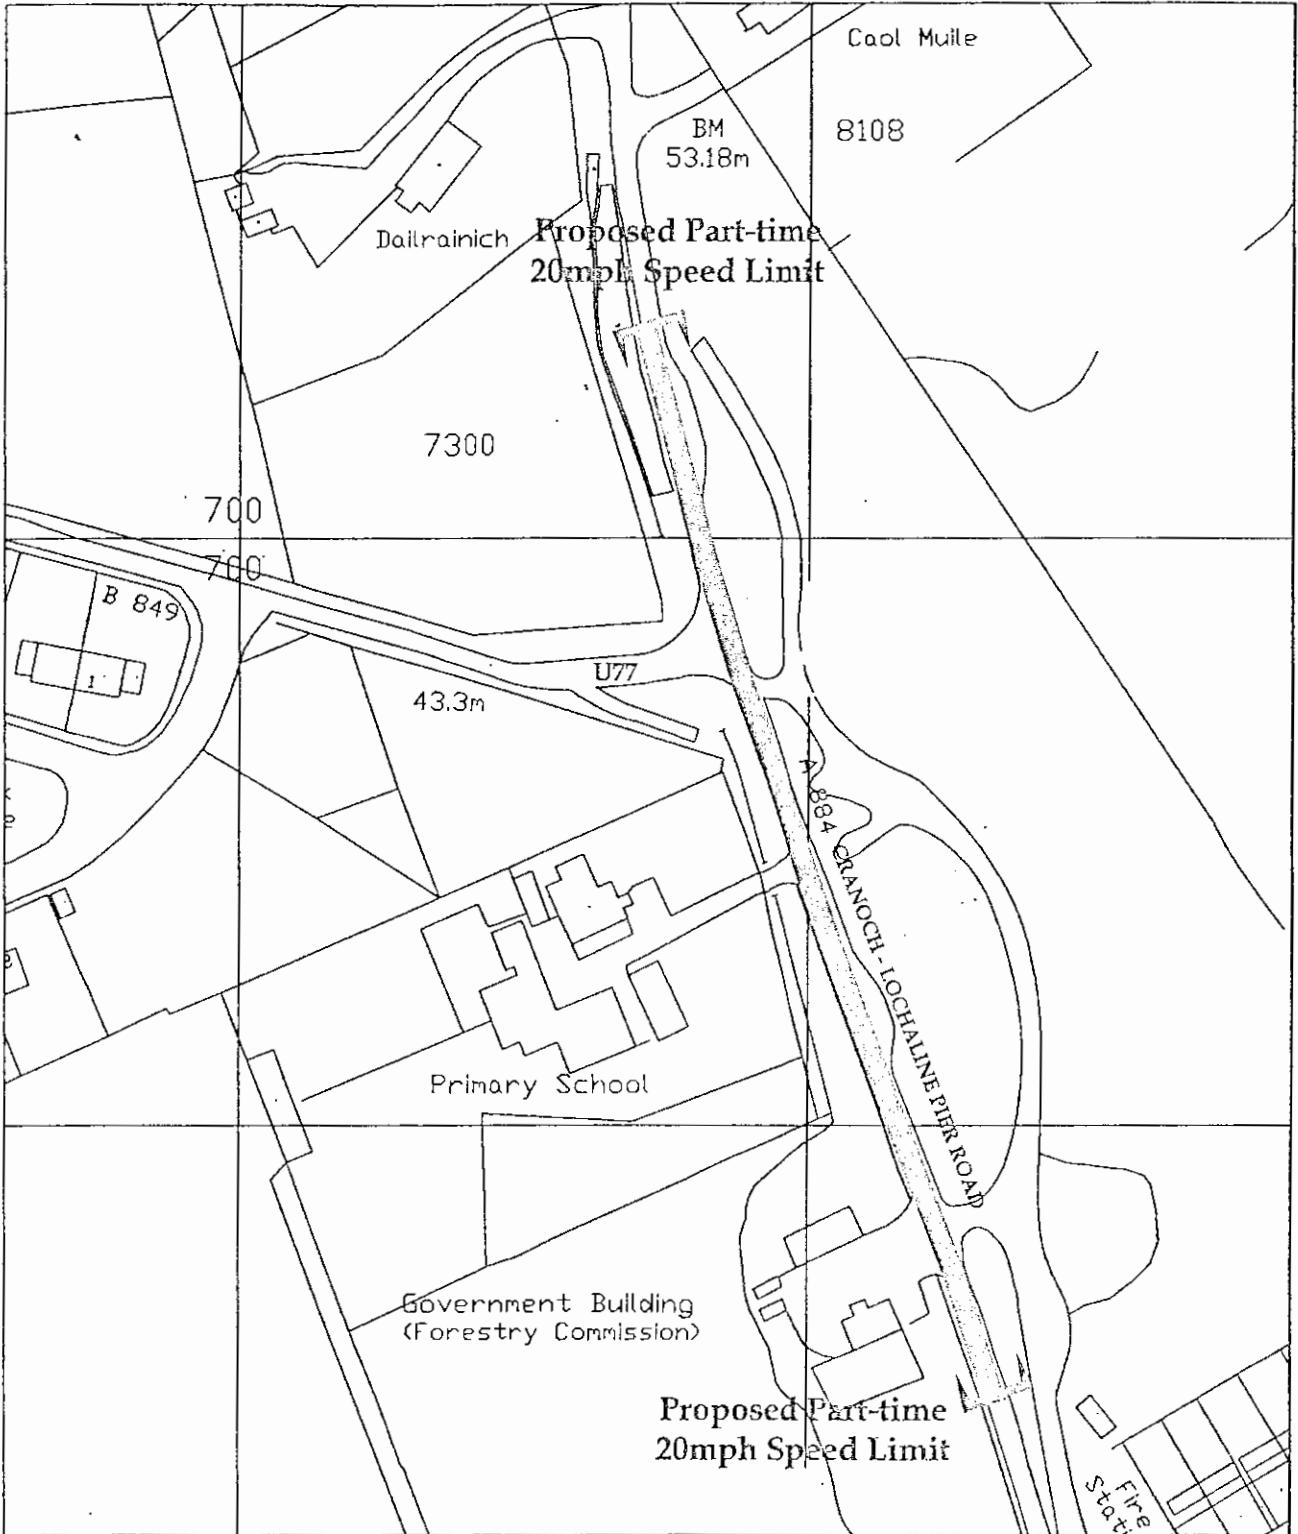 Caol Muile
BM
53.18m
8108
Dailrainich
Proposed Part-time
20mph Speed Limit
7300
700
700
B 849
1
U77
43.3m
A 884 CRANOCH - LOCHALINE PIER ROAD
Primary School
Government Building
(Forestry Commission)
Proposed Part-time
20mph Speed Limit
Fire